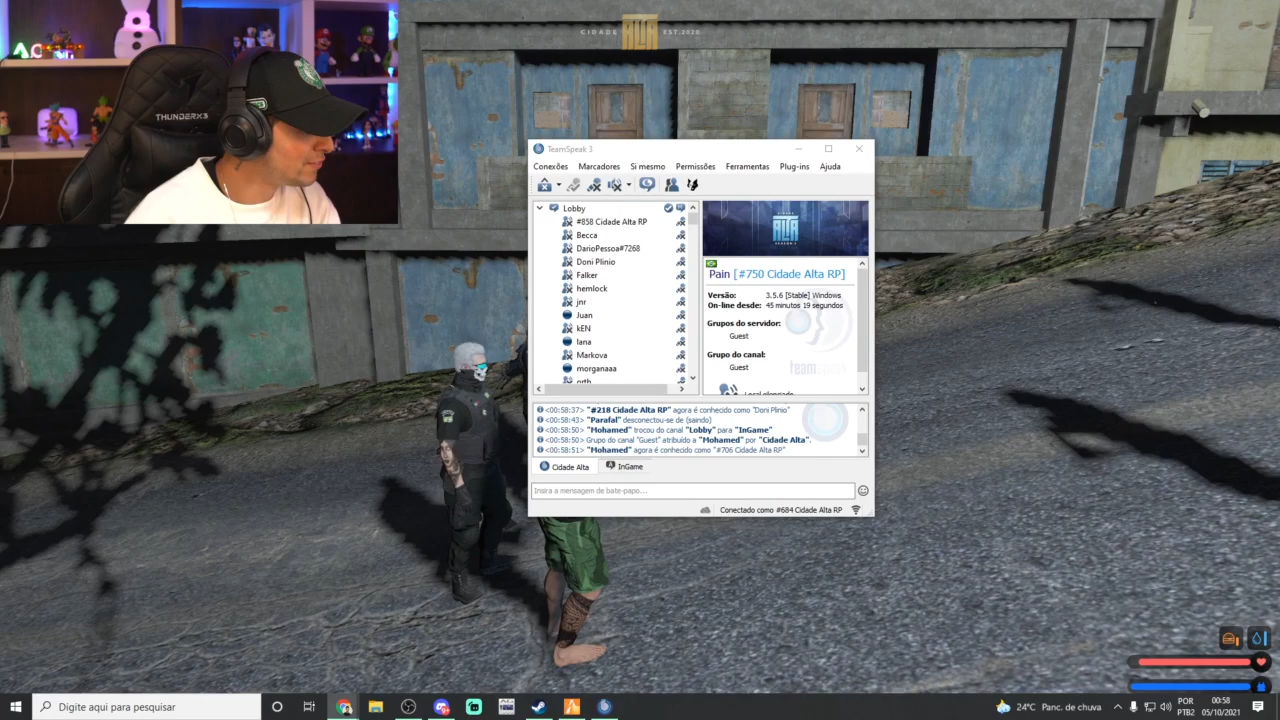 CIDADE ALTA EST.2020
THUNDERX3
TeamSpeak 3
Conexões Marcadores Si mesmo Permissões Ferramentas Plug-ins Ajuda
Lobby
#858 Cidade Alta RP
Becca
DarioPessoa#7268
Doni Plinio
Falker
hemlock
jnr
Juan
kEN
lana
Markova
morganaaa
CIDADE
ALTA
Pain [#750 Cidade Alta RP]
Versão: 3.5.6 [Stable] Windows
On-line desde: 45 minutos 19 segundos
Grupos do servidor:
Guest
Grupo do canal:
Guest
teamspeak
Local silenciado
<00:58:37> "#218 Cidade Alta RP" agora é conhecido como "Doni Plinio"
<00:58:43> "Parafal" desconectou-se de (saindo)
<00:58:50> "Mohamed" trocou do canal "Lobby" para "InGame"
<00:58:50> Grupo do canal "Guest" atribuído a "Mohamed" por "Cidade Alta".
<00:58:51> "Mohamed" agora é conhecido como "#706 Cidade Alta RP"
Cidade Alta InGame
Insira a mensagem de bate-papo...
Conectado como #684 Cidade Alta RP
Digite aqui para pesquisar
24°C Panc. de chuva
POR
PTB2
00:58
05/10/2021